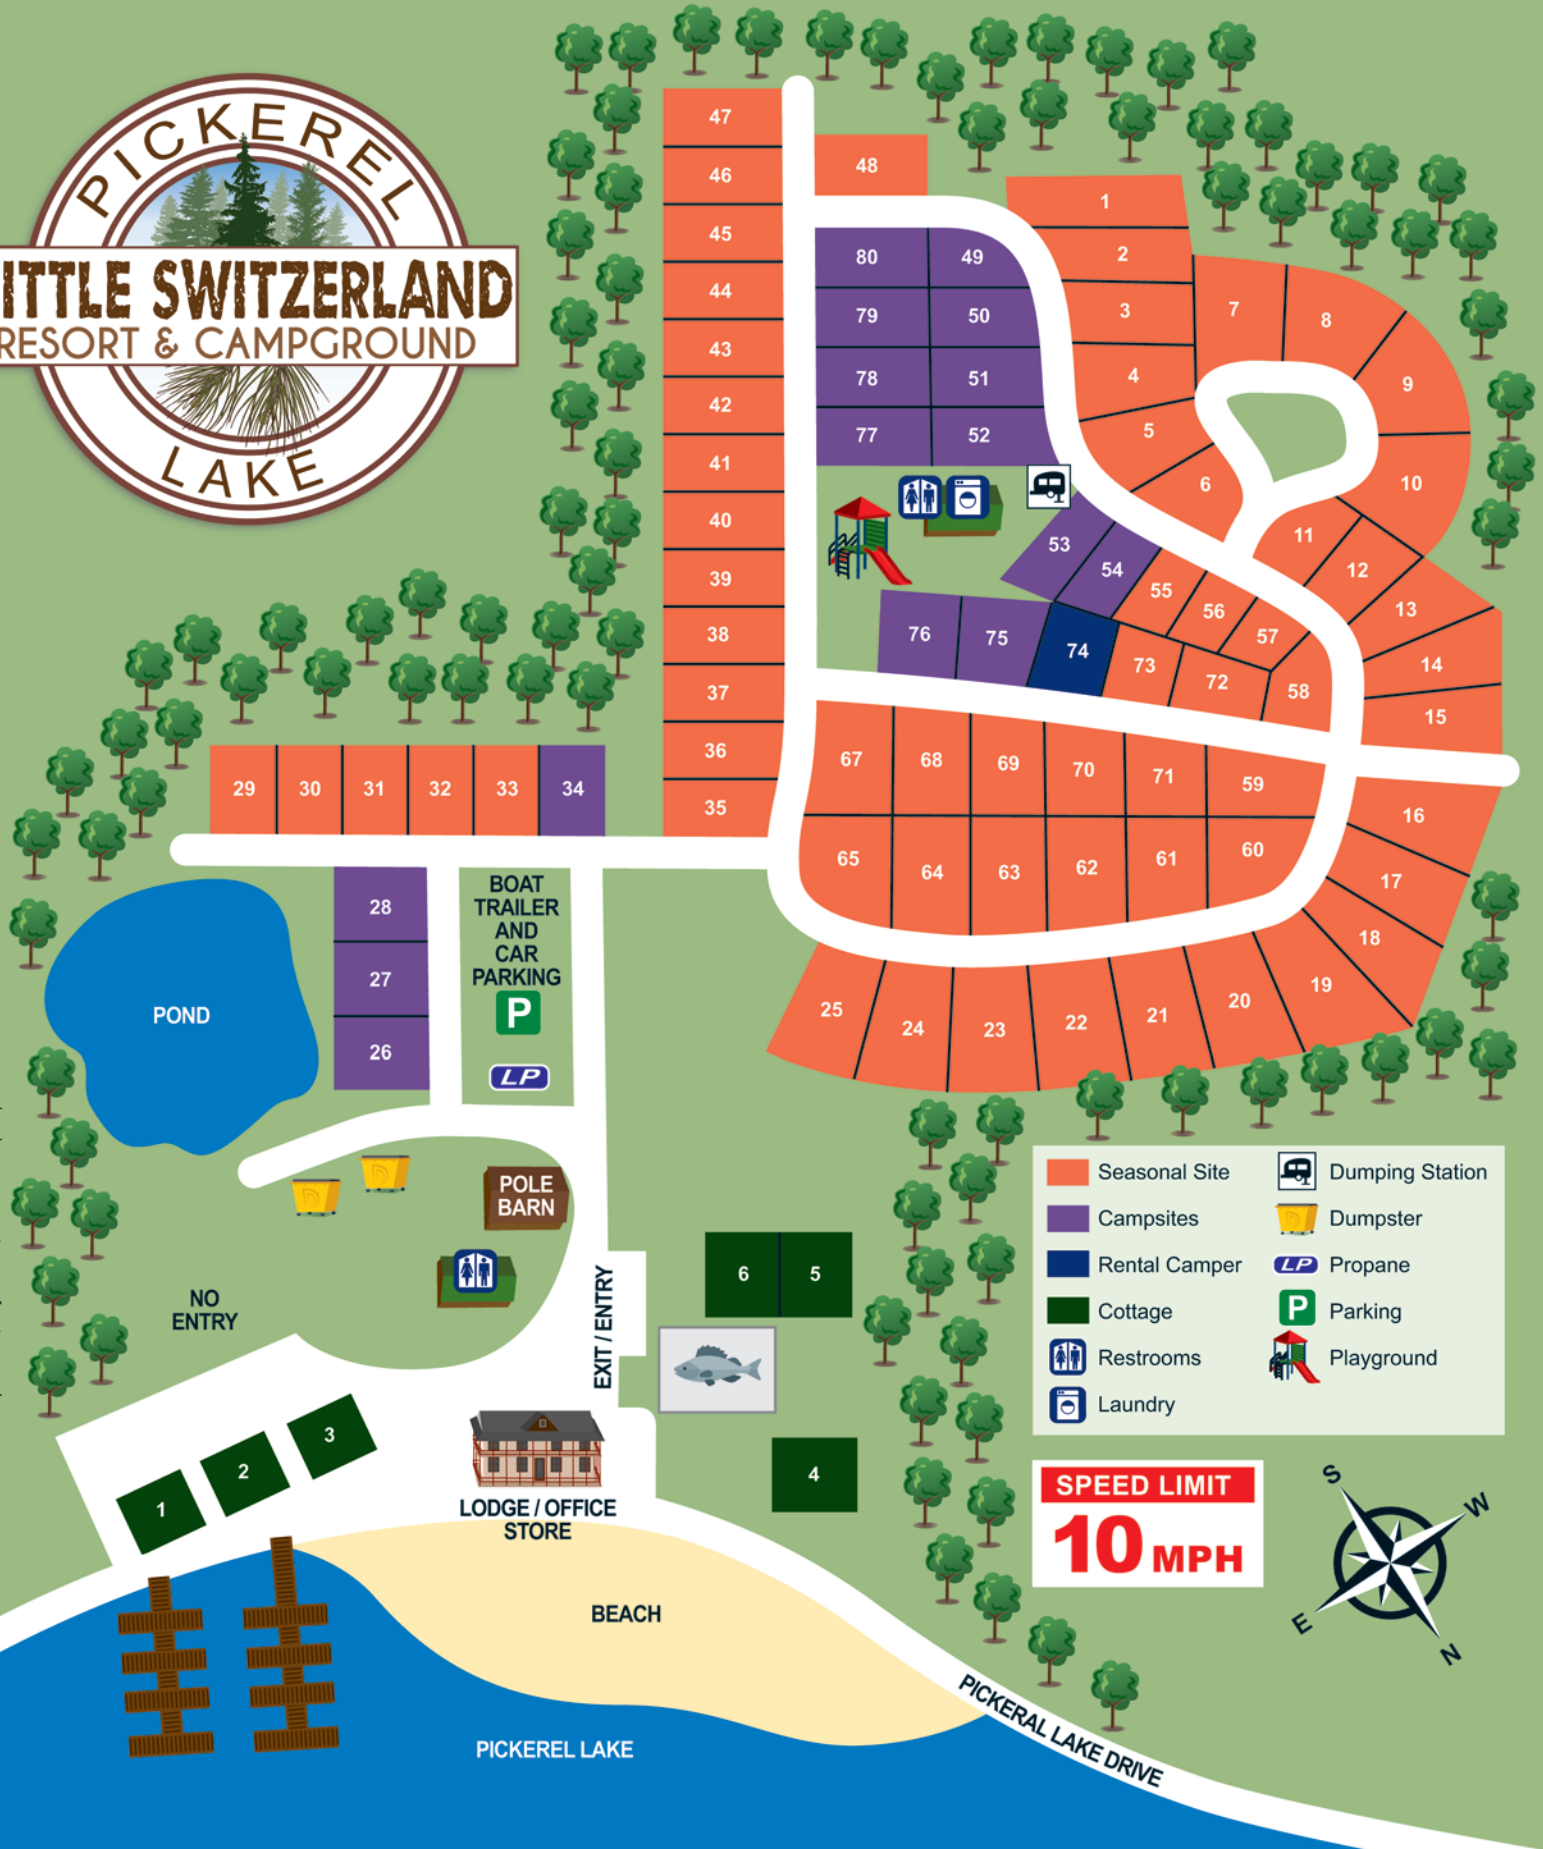 PICKEREL
ITTLE SWITZERLAND
RESORT & CAMPGROUND
LAKE
47
46
45
44
43
42
41
40
39
38
37
36
35
48
1
2
3
4
5
6
7
8
9
10
11
12
13
14
15
16
17
18
19
20
21
22
23
24
25
80
49
79
50
78
51
77
52
53
54
55
56
57
58
76
75
74
73
72
67
68
69
70
71
59
65
64
63
62
61
60
29
30
31
32
33
34
28
27
26
BOAT
TRAILER
AND
CAR
PARKING
P
LP
POND
D
D
POLE
BARN
NO
ENTRY
EXIT / ENTRY
6
5
4
3
2
1
LODGE / OFFICE
STORE
BEACH
PICKEREL LAKE
PICKERAL LAKE DRIVE
Seasonal Site
Campsites
Rental Camper
Cottage
Restrooms
Laundry
Dumping Station
D
Dumpster
LP
Propane
P
Parking
Playground
SPEED LIMIT
10 MPH
S
W
E
N